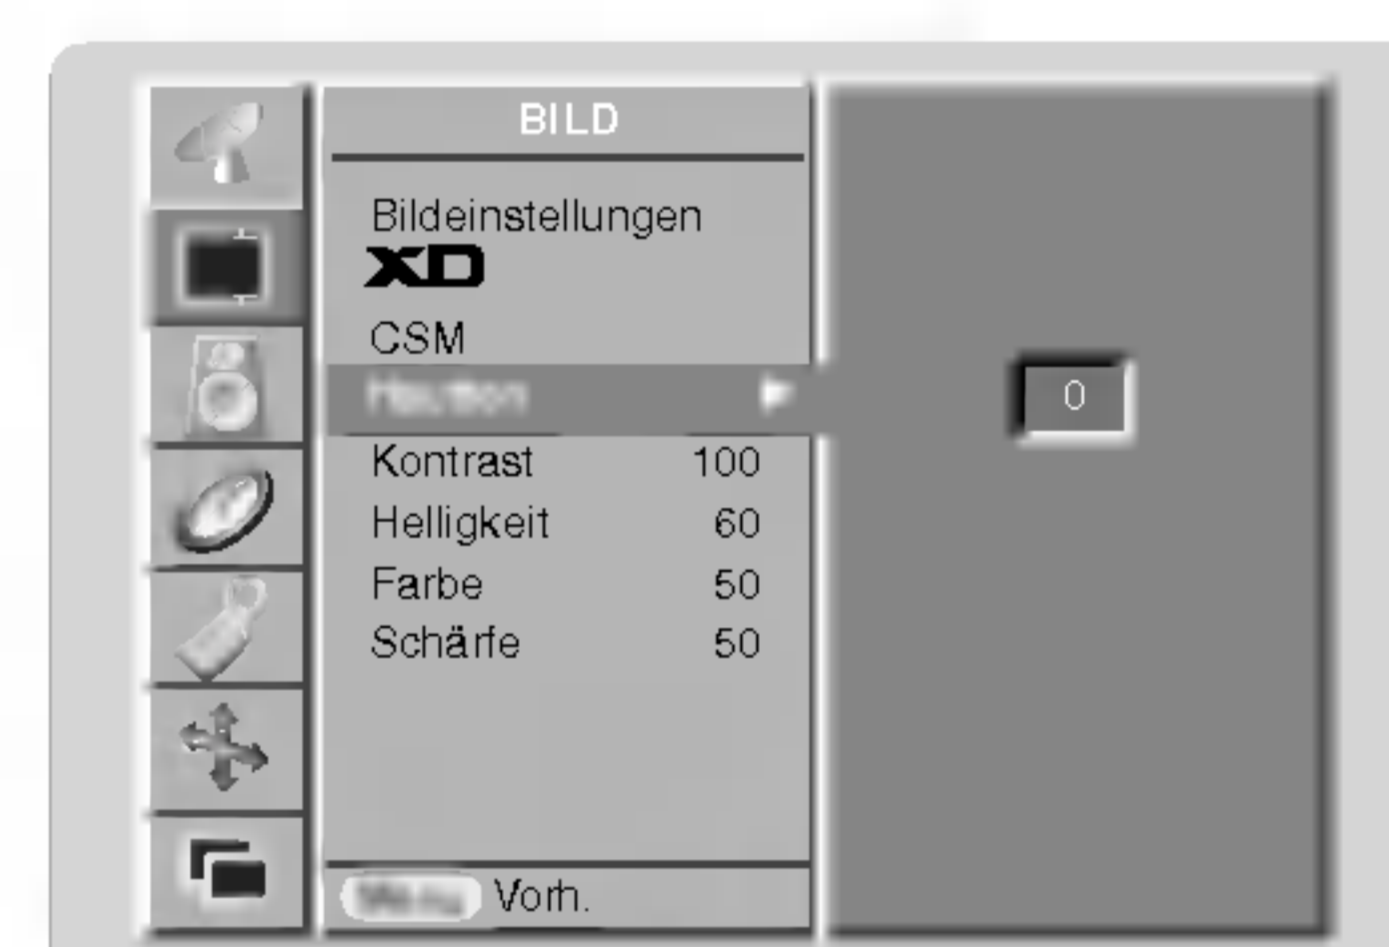 BILD
Bildeinstellungen
XD
CSM
0
Kontrast 100
Helligkeit 60
Farbe 50
Schärfe 50
Vorh.